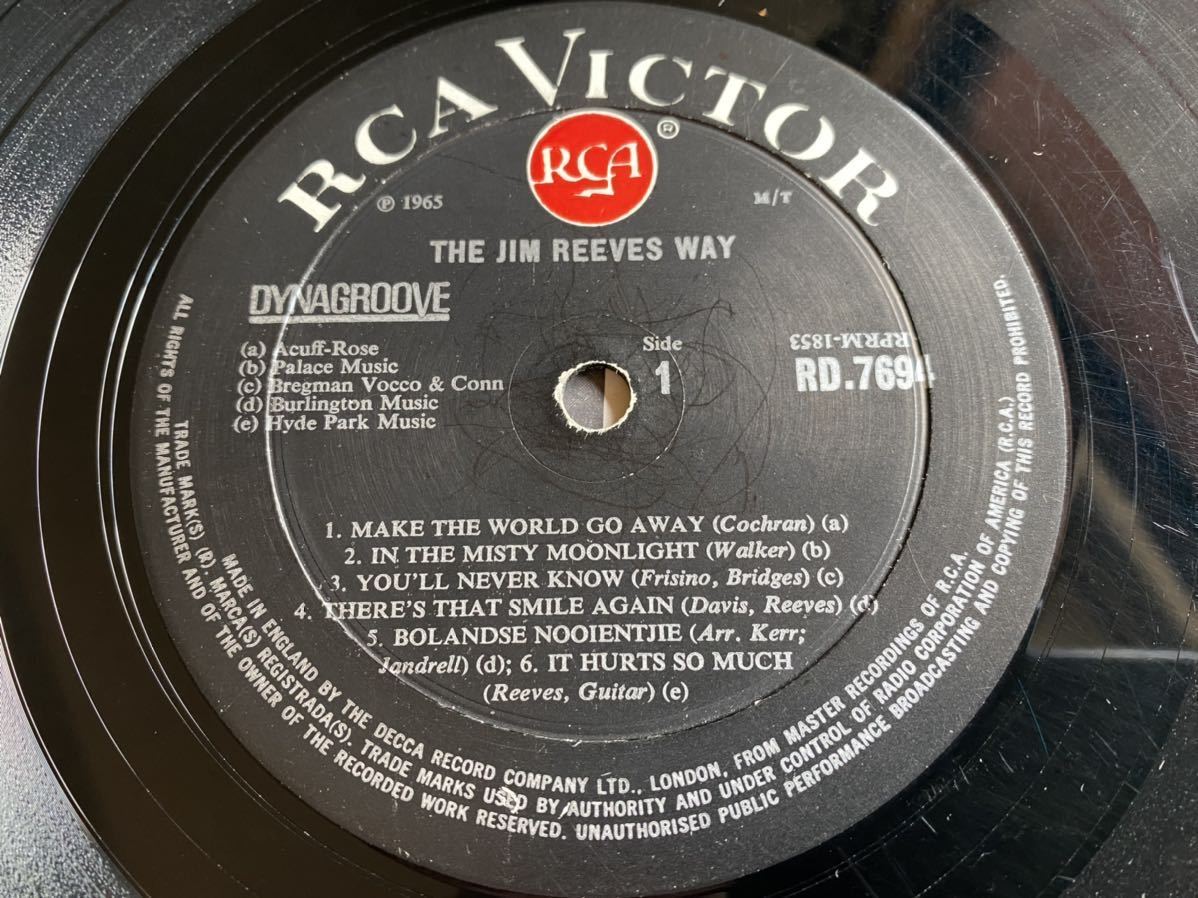 RCA VICTOR
RCA
®
℗ 1965
M/T
THE JIM REEVES WAY
DYNAGROOVE
(a) Acuff-Rose
(b) Palace Music
(c) Bregman Vocco & Conn
(d) Burlington Music
(e) Hyde Park Music
Side
1
RPRM-1853
RD.7694
1. MAKE THE WORLD GO AWAY (Cochran) (a)
2. IN THE MISTY MOONLIGHT (Walker) (b)
3. YOU'LL NEVER KNOW (Frisino, Bridges) (c)
4. THERE'S THAT SMILE AGAIN (Davis, Reeves) (d)
5. BOLANDSE NOOIENTJIE (Arr. Kerr;
Jandrell) (d); 6. IT HURTS SO MUCH
(Reeves, Guitar) (e)
MADE IN ENGLAND BY THE DECCA RECORD COMPANY LTD., LONDON, FROM MASTER RECORDINGS OF R.C.A.
TRADE MARK(S) (R). MARCA(S) REGISTRADA(S). TRADE MARKS USED BY AUTHORITY AND UNDER CONTROL OF RADIO CORPORATION OF AMERICA (R.C.A.)
ALL RIGHTS OF THE MANUFACTURER AND OF THE OWNER OF THE RECORDED WORK RESERVED. UNAUTHORISED PUBLIC PERFORMANCE BROADCASTING AND COPYING OF THIS RECORD PROHIBITED.